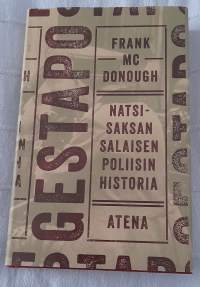 GESTAPO
FRANK
MC
DONOUGH
NATSI-
SAKSAN
SALAISEN
POLIISIN
HISTORIA
ATENA